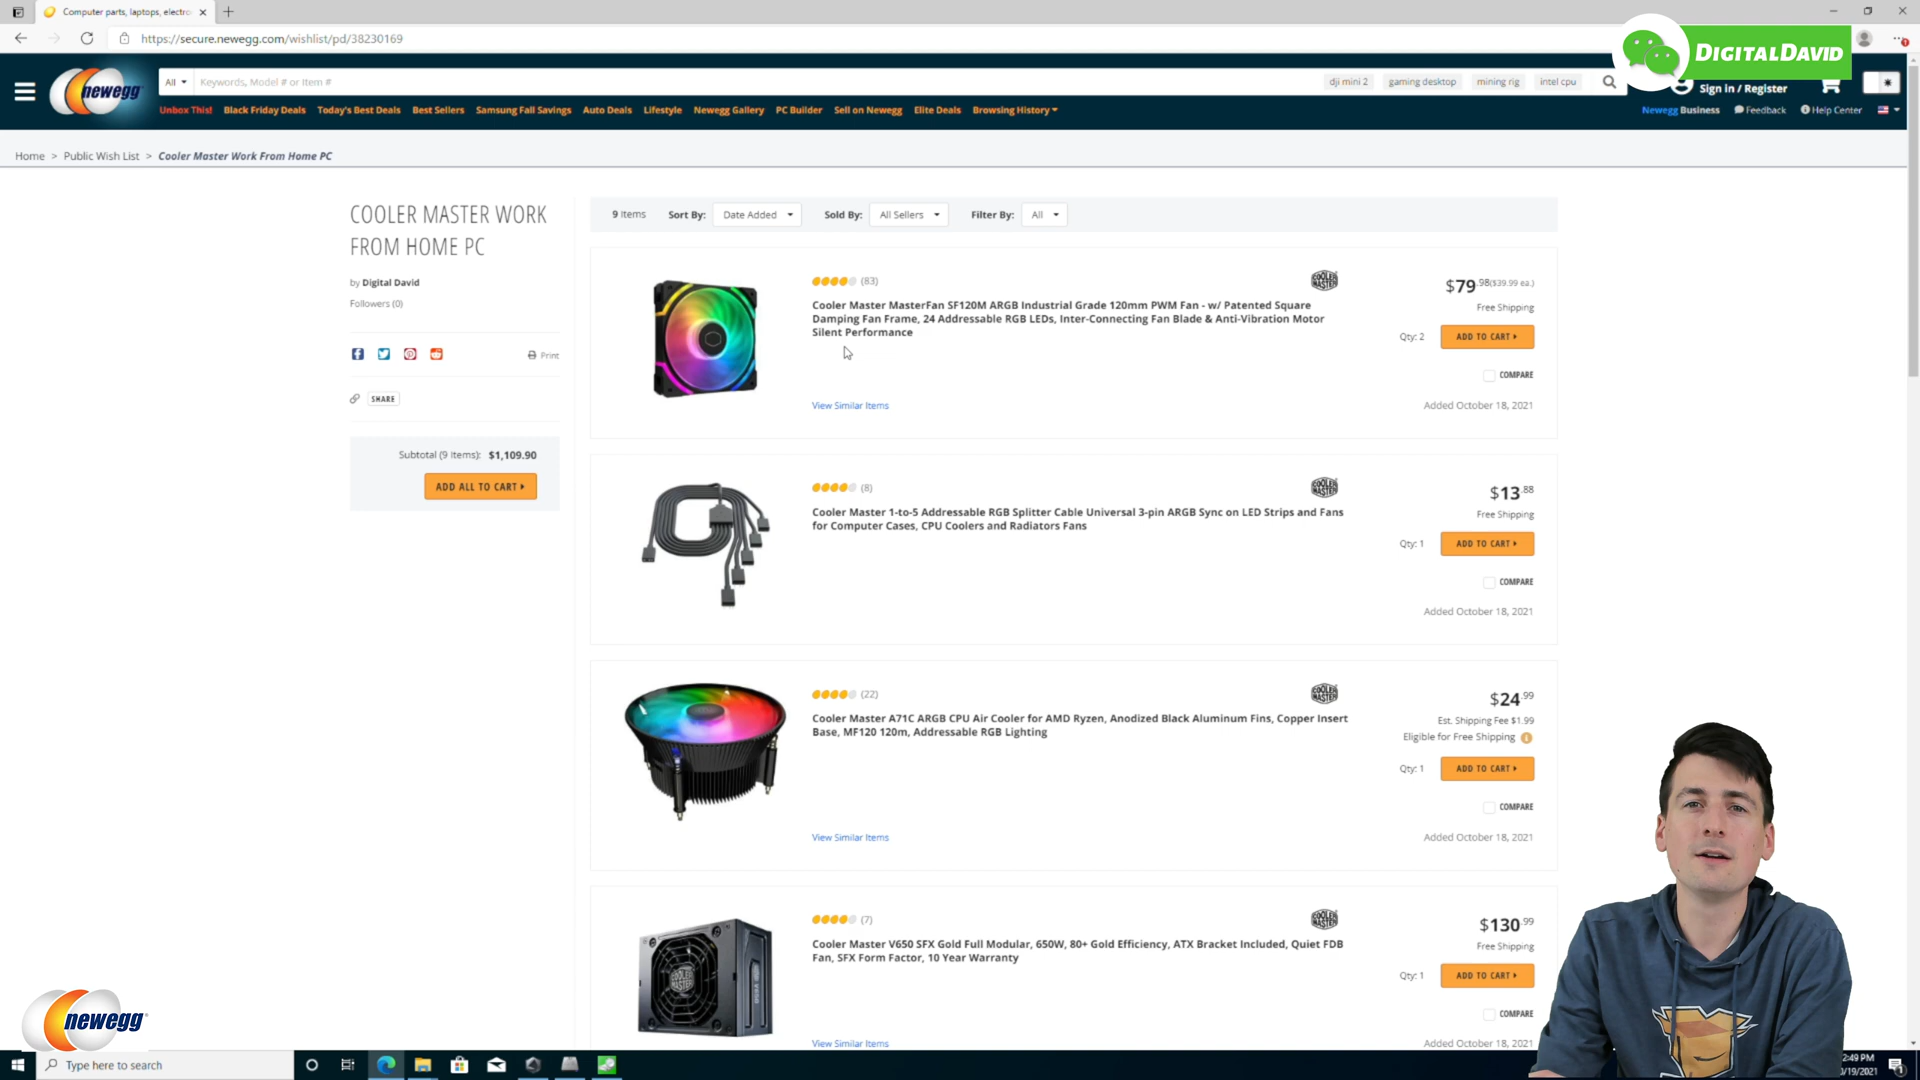 Computer parts, laptops, electro
https://secure.newegg.com/wishlist/pd/38230169
DIGITALDAVID
newegg
All
Keywords, Model # or Item #
dji mini 2
gaming desktop
mining rig
intel cpu
Sign in / Register
Unbox This!
Black Friday Deals
Today's Best Deals
Best Sellers
Samsung Fall Savings
Auto Deals
Lifestyle
Newegg Gallery
PC Builder
Sell on Newegg
Elite Deals
Browsing History
Newegg Business
Feedback
Help Center
Home > Public Wish List > Cooler Master Work From Home PC
COOLER MASTER WORK
FROM HOME PC
by Digital David
Followers (0)
Print
SHARE
Subtotal (9 Items): $1,109.90
ADD ALL TO CART
9 Items
Sort By: Date Added
Sold By: All Sellers
Filter By: All
(83)
Cooler Master MasterFan SF120M ARGB Industrial Grade 120mm PWM Fan - w/ Patented Square
Damping Fan Frame, 24 Addressable RGB LEDs, Inter-Connecting Fan Blade & Anti-Vibration Motor
Silent Performance
View Similar Items
COOLER MASTER
$79.98($39.99 ea.)
Free Shipping
Qty: 2
ADD TO CART
COMPARE
Added October 18, 2021
(8)
Cooler Master 1-to-5 Addressable RGB Splitter Cable Universal 3-pin ARGB Sync on LED Strips and Fans
for Computer Cases, CPU Coolers and Radiators Fans
COOLER MASTER
$13.88
Free Shipping
Qty: 1
ADD TO CART
COMPARE
Added October 18, 2021
(22)
Cooler Master A71C ARGB CPU Air Cooler for AMD Ryzen, Anodized Black Aluminum Fins, Copper Insert
Base, MF120 120m, Addressable RGB Lighting
View Similar Items
COOLER MASTER
$24.99
Est. Shipping Fee $1.99
Eligible for Free Shipping
Qty: 1
ADD TO CART
COMPARE
Added October 18, 2021
(7)
Cooler Master V650 SFX Gold Full Modular, 650W, 80+ Gold Efficiency, ATX Bracket Included, Quiet FDB
Fan, SFX Form Factor, 10 Year Warranty
View Similar Items
COOLER MASTER
$130.99
Free Shipping
Qty: 1
ADD TO CART
COMPARE
Added October 18, 2021
newegg
Type here to search
2:49 PM
/19/2021